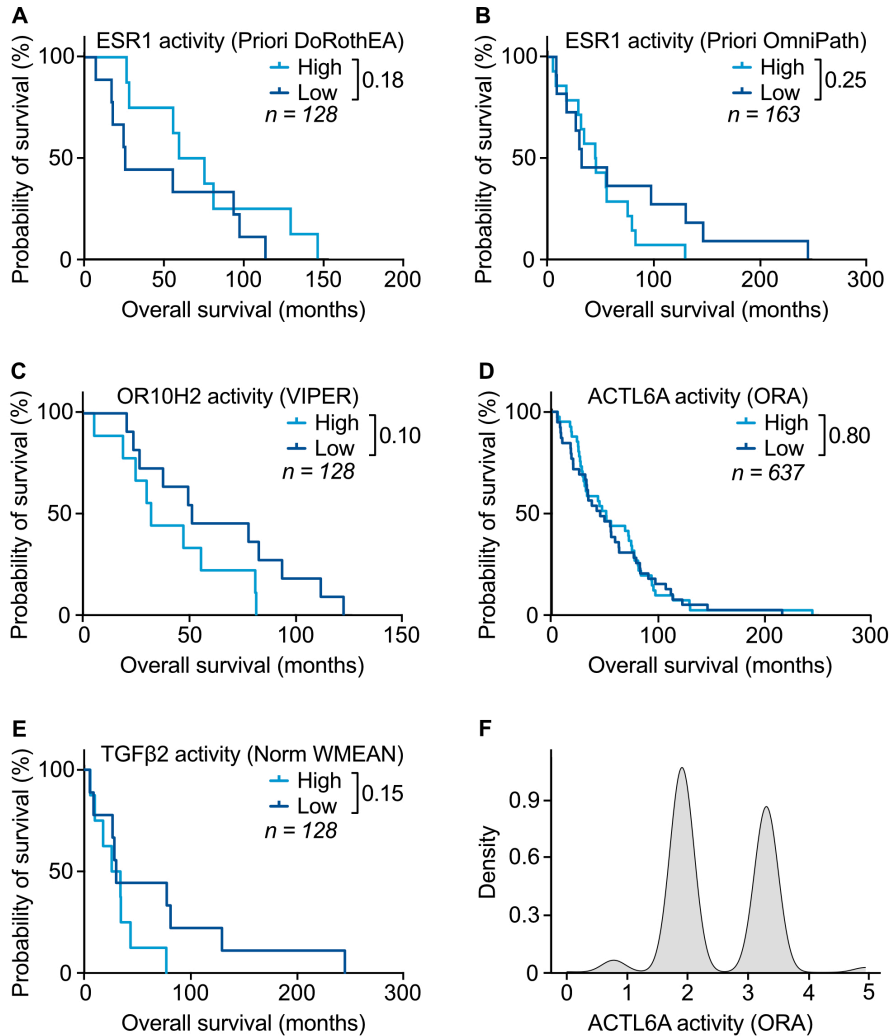 A
ESR1 activity (Priori DoRothEA)
High
Low
0.18
n = 128
Probability of survival (%)
100
50
0
0 50 100 150 200
Overall survival (months)
B
ESR1 activity (Priori OmniPath)
High
Low
0.25
n = 163
Probability of survival (%)
100
50
0
0 100 200 300
Overall survival (months)
C
OR10H2 activity (VIPER)
High
Low
0.10
n = 128
Probability of survival (%)
100
50
0
0 50 100 150
Overall survival (months)
D
ACTL6A activity (ORA)
High
Low
0.80
n = 637
Probability of survival (%)
100
50
0
0 100 200 300
Overall survival (months)
E
TGFβ2 activity (Norm WMEAN)
High
Low
0.15
n = 128
Probability of survival (%)
100
50
0
0 100 200 300
Overall survival (months)
F
Density
0.9
0.6
0.3
0
0 1 2 3 4 5
ACTL6A activity (ORA)